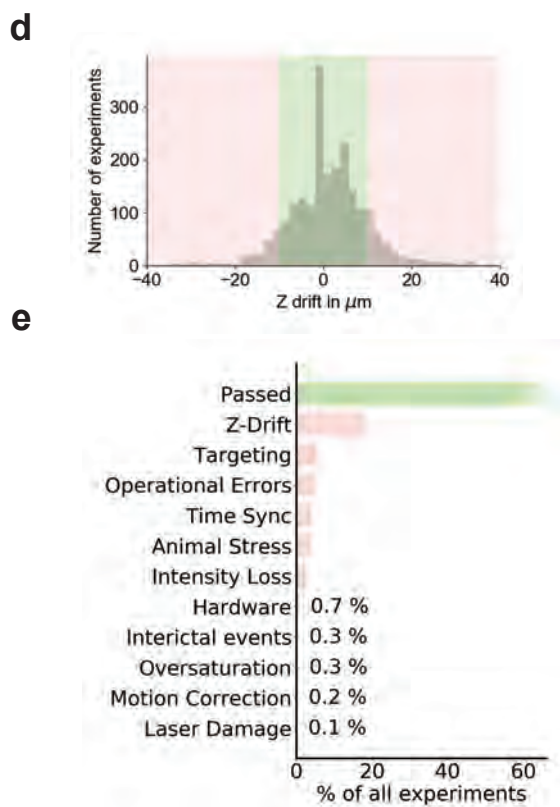 d
Number of experiments
300
200
100
0
−40 −20 0 20 40
Z drift in μm
e
Passed
Z-Drift
Targeting
Operational Errors
Time Sync
Animal Stress
Intensity Loss
Hardware 0.7 %
Interictal events 0.3 %
Oversaturation 0.3 %
Motion Correction 0.2 %
Laser Damage 0.1 %
0 20 40 60
% of all experiments